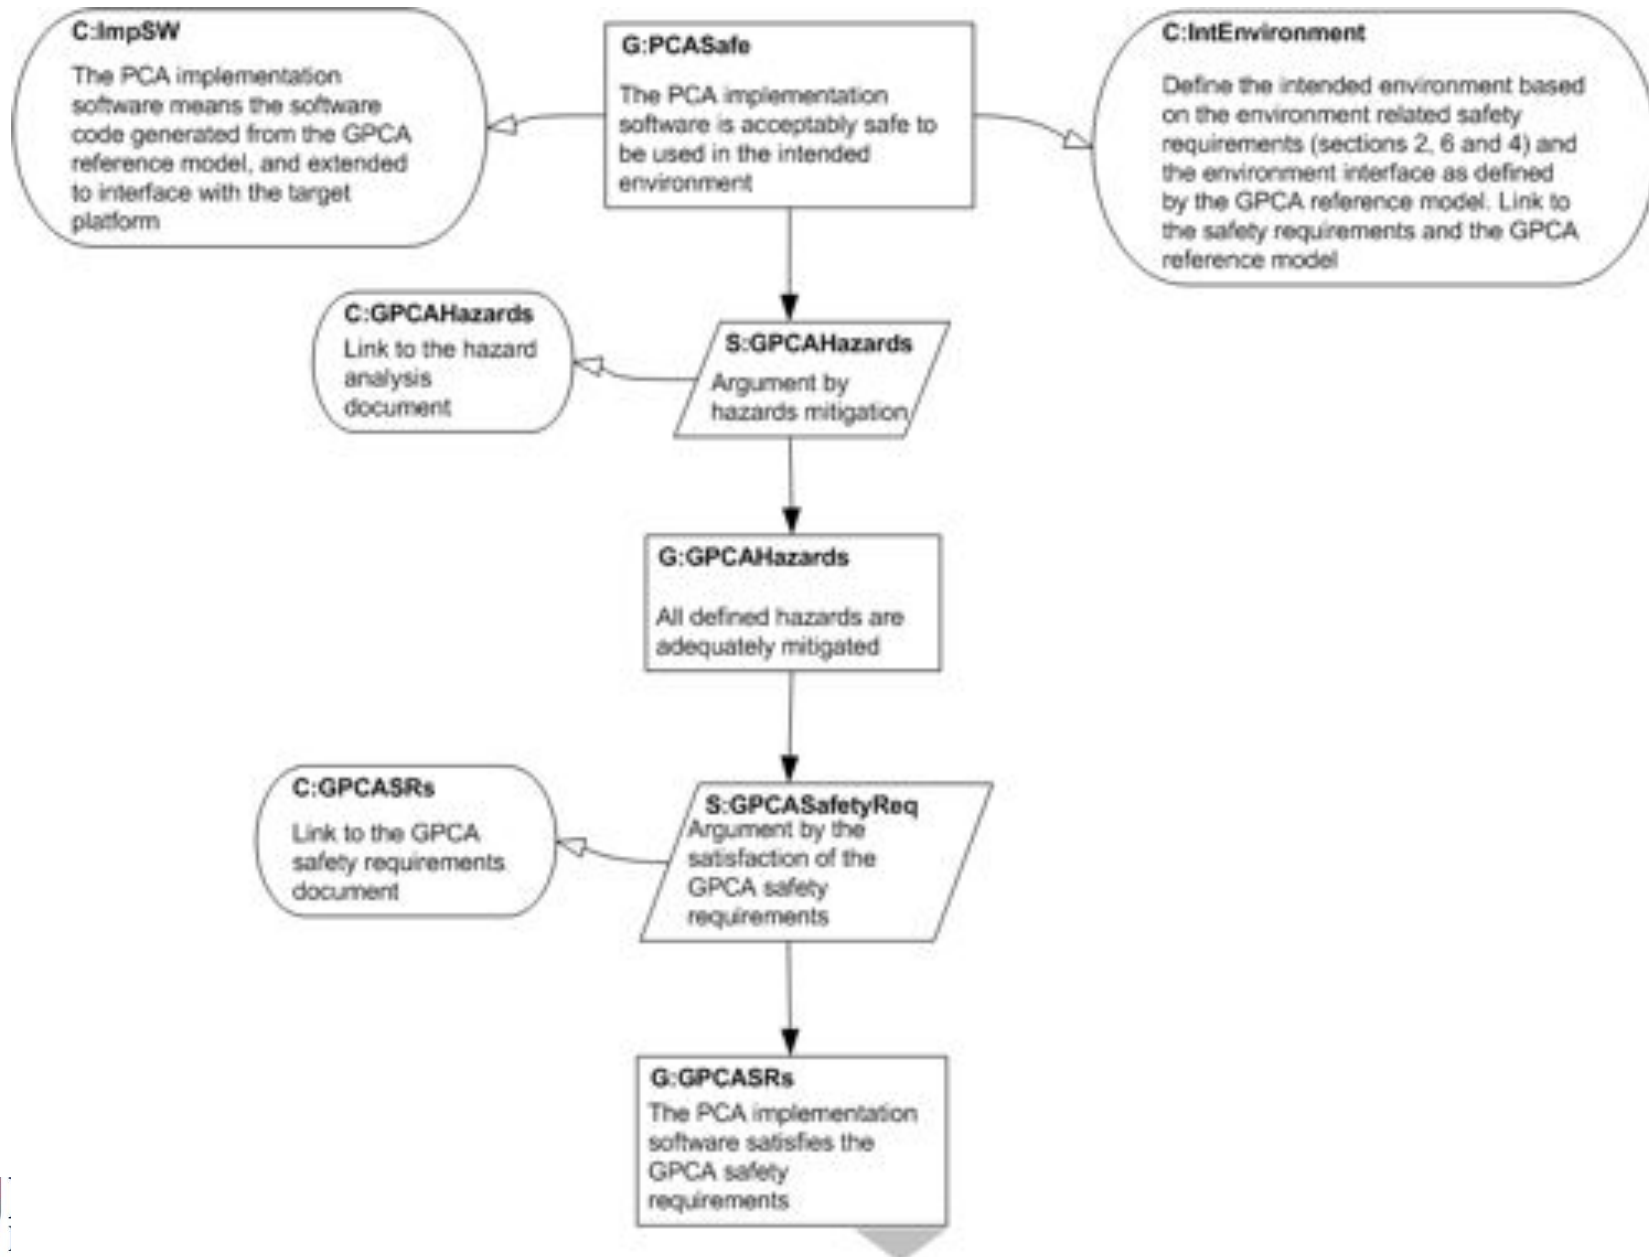 C:ImpSW
The PCA implementation
software means the software
code generated from the GPCA
reference model, and extended
to interface with the target
platform
G:PCASafe
The PCA implementation
software is acceptably safe to
be used in the intended
environment
C:IntEnvironment
Define the intended environment based
on the environment related safety
requirements (sections 2, 6 and 4) and
the environment interface as defined
by the GPCA reference model. Link to
the safety requirements and the GPCA
reference model
C:GPCAHazards
Link to the hazard
analysis
document
S:GPCAHazards
Argument by
hazards mitigation
G:GPCAHazards
All defined hazards are
adequately mitigated
C:GPCASRs
Link to the GPCA
safety requirements
document
S:GPCASafetyReq
Argument by the
satisfaction of the
GPCA safety
requirements
G:GPCASRs
The PCA implementation
software satisfies the
GPCA safety
requirements